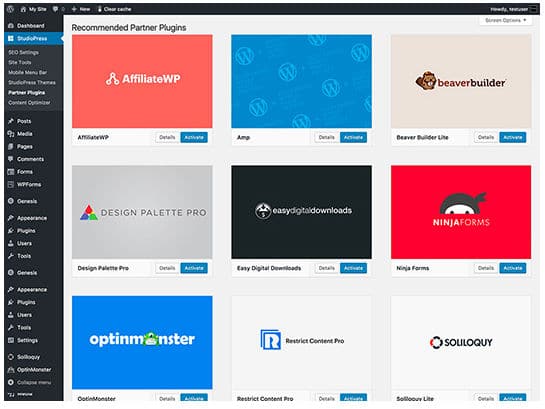 My Site 0 + New Clear cache Howdy, testuser
Screen Options
Dashboard
StudioPress
SEO Settings
Site Tools
Mobile Menu Bar
StudioPress Themes
Partner Plugins
Content Optimizer
Posts
Media
Pages
Comments
Forms
WPForms
Genesis
Appearance
Plugins
Users
Tools
Genesis
Appearance
Plugins
Users
Tools
Settings
Soliloquy
OptinMonster
Collapse menu
Recommended Partner Plugins
AffiliateWP
AffiliateWP Details Activate
Amp Details Activate
beaverbuilder
Beaver Builder Lite Details Activate
DESIGN PALETTE PRO
Design Palette Pro Details Activate
easydigitaldownloads
Easy Digital Downloads Details Activate
NINJAFORMS
Ninja Forms Details Activate
optinmonster
OptinMonster Details Activate
Restrict Content Pro
Restrict Content Pro Details Activate
SOLILOQUY
Soliloquy Lite Details Activate